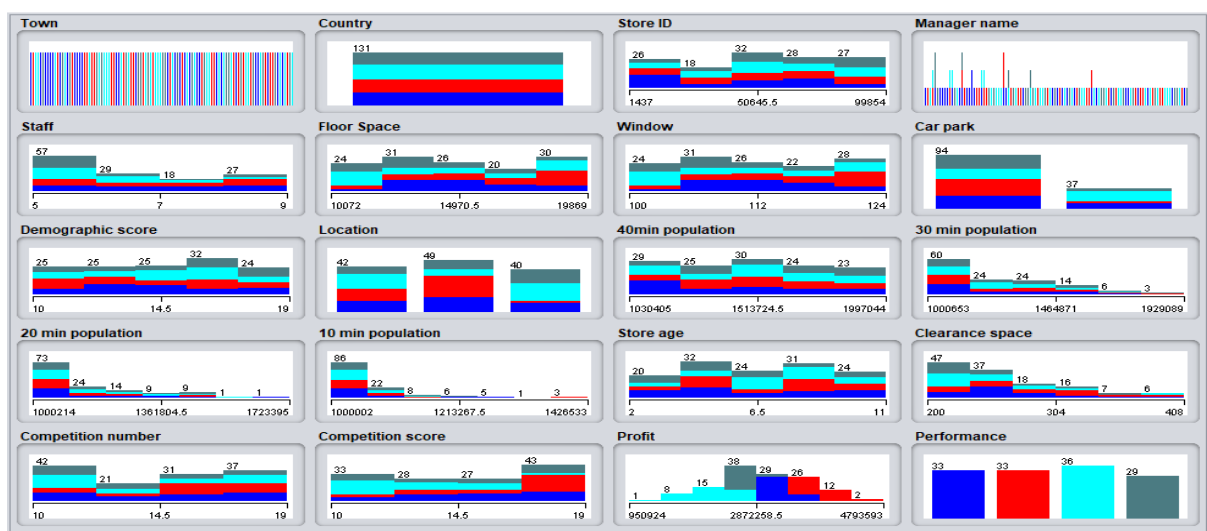 Town Country Store ID Manager name
131 26 18 32 28 27
1437 50645.5 99854
Staff Floor Space Window Car park
57 29 18 27 24 31 26 20 30 24 31 26 22 28 94 37
5 7 9 10072 14970.5 19869 100 112 124
Demographic score Location 40min population 30 min population
25 25 25 32 24 42 49 40 29 25 30 24 23 60 24 24 14 6 3
10 14.5 19 1030405 1513724.5 1997044 1000653 1464871 1929089
20 min population 10 min population Store age Clearance space
73 24 14 9 9 1 1 86 22 8 6 5 1 3 20 32 24 31 24 47 37 18 16 7 6
1000214 1361804.5 1723395 1000002 1213267.5 1426533 2 6.5 11 200 304 408
Competition number Competition score Profit Performance
42 21 31 37 33 28 27 43 1 8 15 38 29 26 12 2 33 33 36 29
10 14.5 19 10 14.5 19 950924 2872258.5 4793593